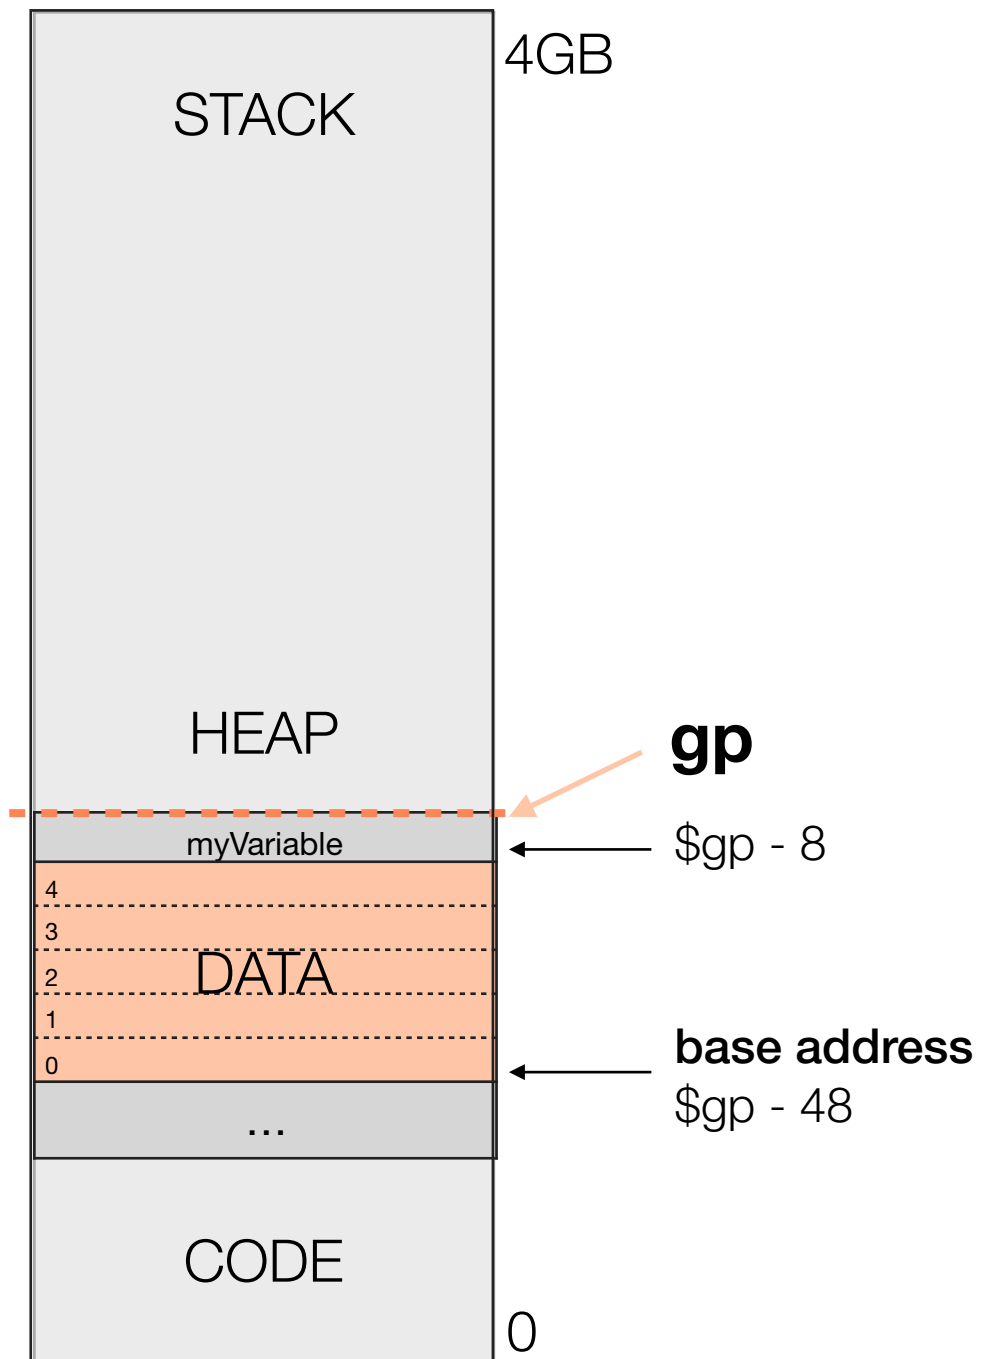 4GB
STACK
HEAP
gp
myVariable
$gp - 8
4
3
2
DATA
1
0
base address
$gp - 48
...
CODE
0